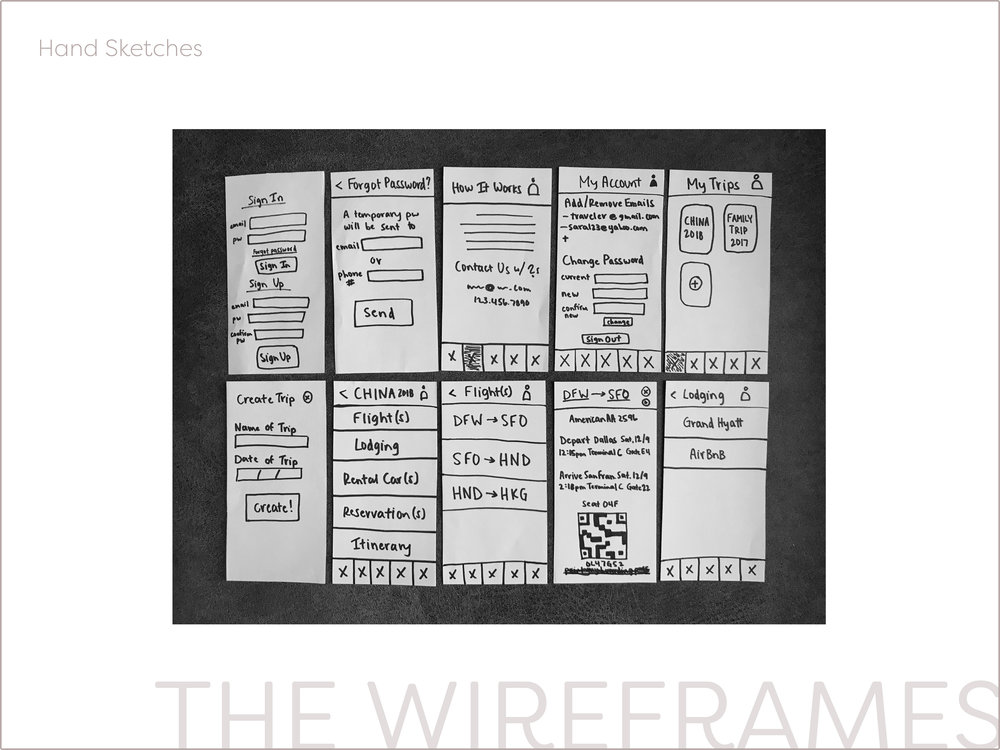 Hand Sketches
Sign In
email
pw
Forgot password
Sign In
Sign Up
email
pw
confirm
pw
Sign Up
< Forgot Password?
A temporary pw
will be sent to
email
or
phone
#
Send
How It Works
Contact Us w/ ?s
@ .com
123.456.7890
X X X X
My Account
Add/Remove Emails
- traveler@gmail.com
- sara123@yahoo.com
+
Change Password
current
new
confirm
new
change
Sign Out
X X X X X
My Trips
CHINA
2018
FAMILY
TRIP
2017
+
X X X X
Create Trip X
Name of Trip
Date of Trip
/ /
Create!
< CHINA 2018
Flight(s)
Lodging
Rental Car(s)
Reservation(s)
Itinerary
X X X X X
< Flight(s)
DFW → SFO
SFO → HND
HND → HKG
X X X X X
DFW → SFO X
American AA 2596
Depart Dallas Sat, 12/9
12:15pm Terminal C Gate E4
Arrive San Fran Sat, 12/9
2:18pm Terminal C Gate 22
Seat 04F
DL47GS2
< Lodging
Grand Hyatt
AirBnB
X X X X X
THE WIREFRAMES